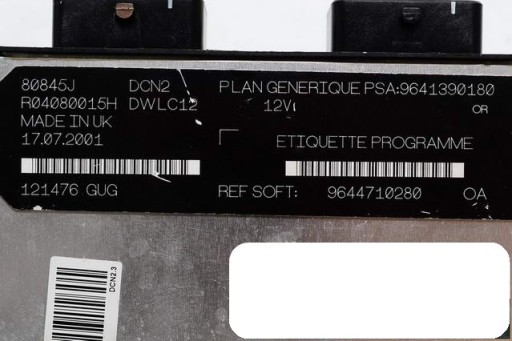 80845J DCN2 PLAN GENERIQUE PSA:9641390180
R04080015H DWLC12 12V OR
MADE IN UK
17.07.2001 ETIQUETTE PROGRAMME
121476 GUG REF SOFT: 9644710280 OA
DCN2.3